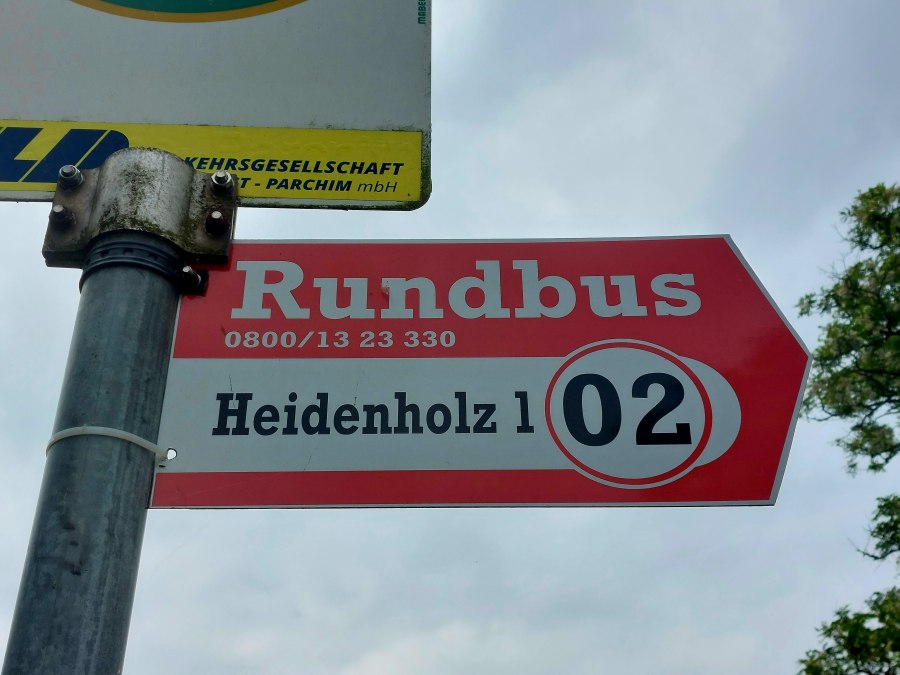 KEHRSGESELLSCHAFT
- PARCHIM mbH
Rundbus
0800/13 23 330
Heidenholz 1
02